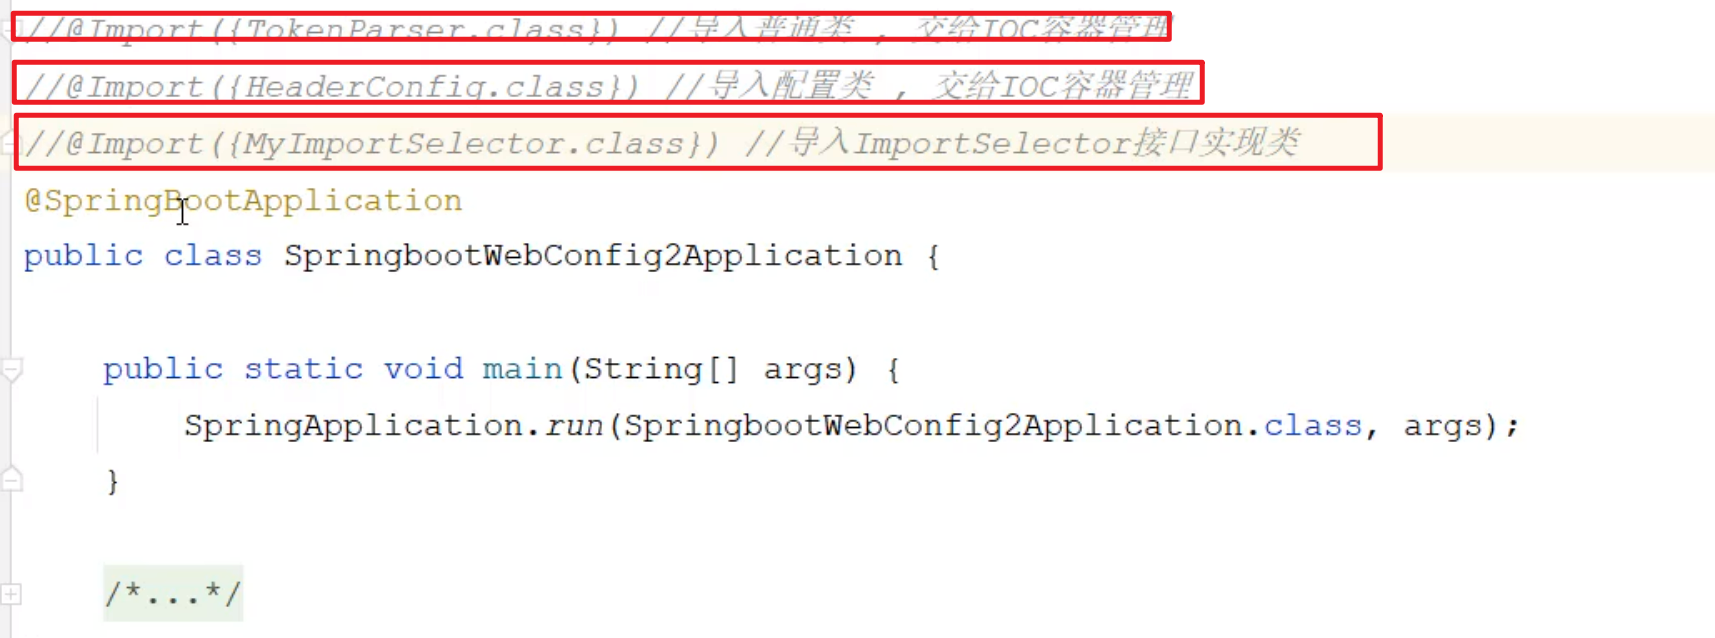 //@Import({TokenParser.class}) //导入普通类 , 交给IOC容器管理
//@Import({HeaderConfig.class}) //导入配置类 , 交给IOC容器管理
//@Import({MyImportSelector.class}) //导入ImportSelector接口实现类
@SpringBootApplication
public class SpringbootWebConfig2Application {
public static void main(String[] args) {
SpringApplication.run(SpringbootWebConfig2Application.class, args);
}
/*...*/